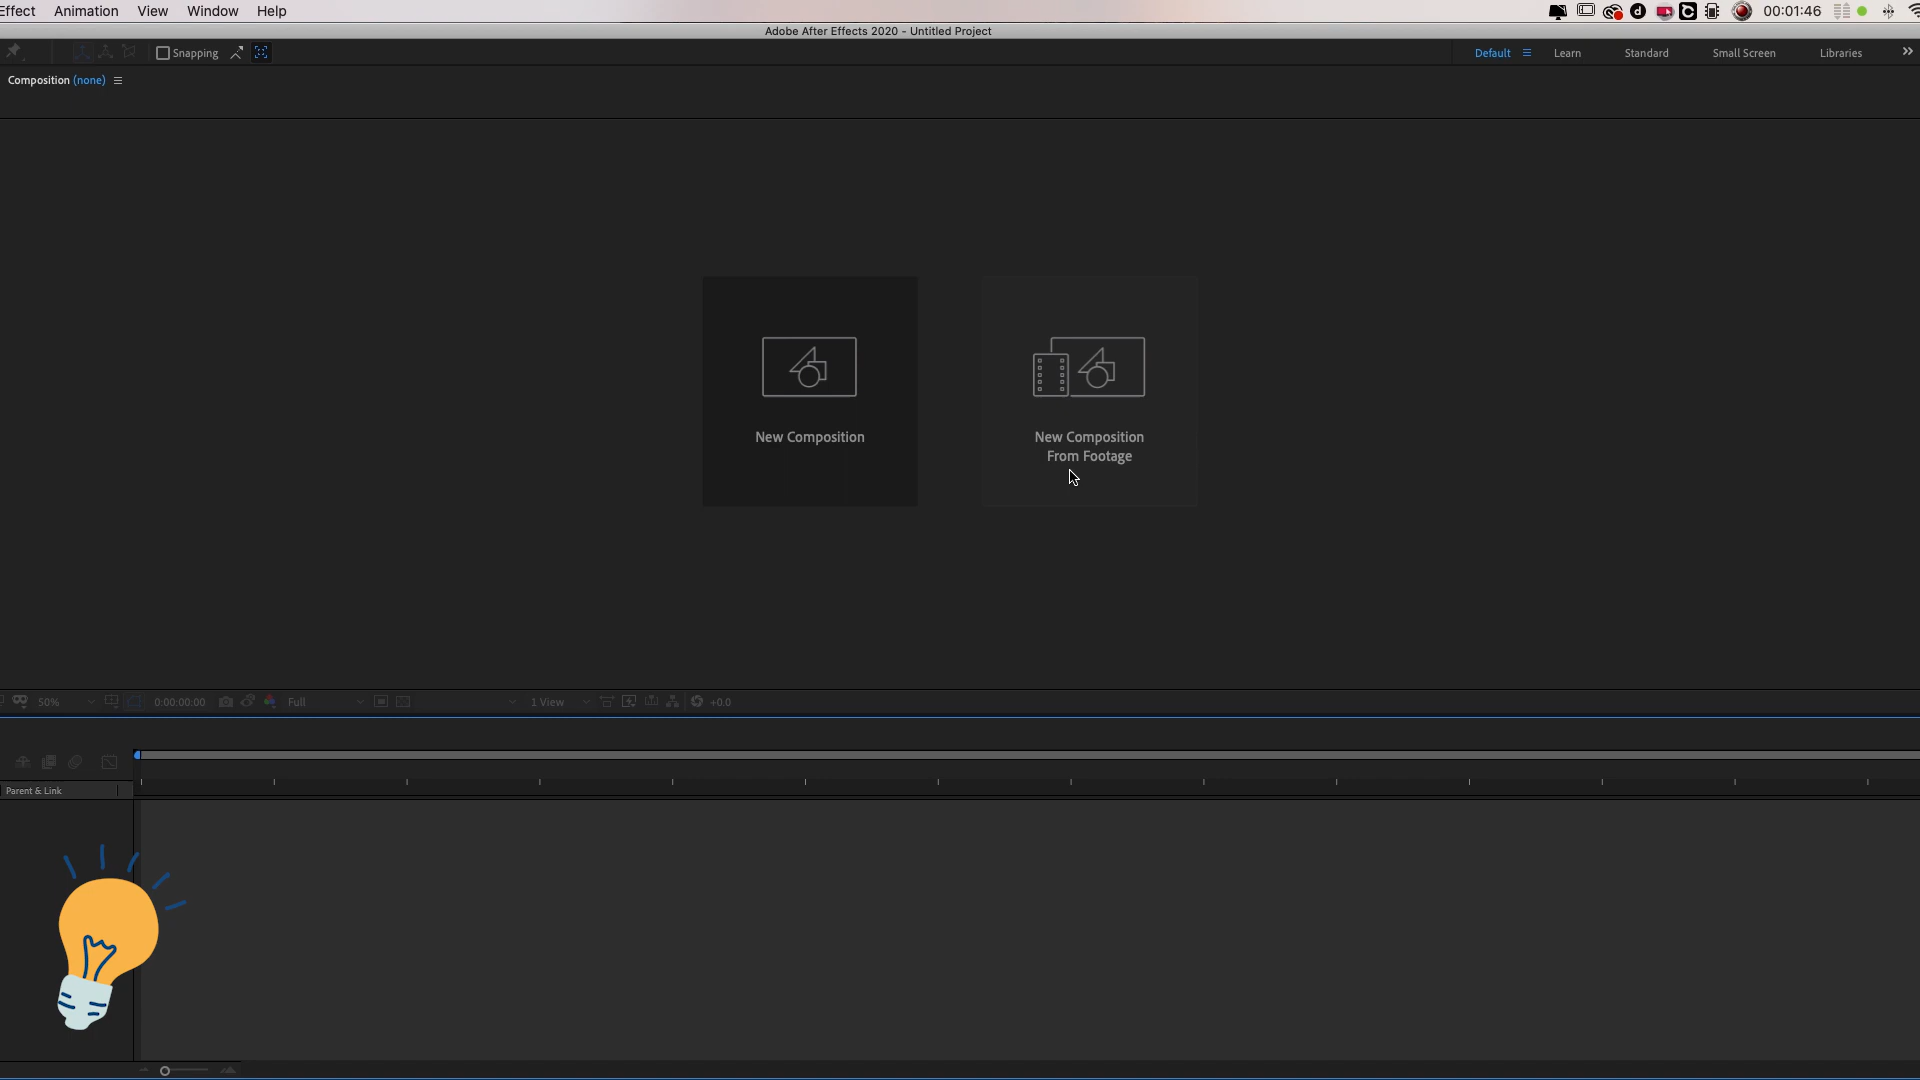 Effect Animation View Window Help 00:01:46
Adobe After Effects 2020 - Untitled Project
Snapping Default Learn Standard Small Screen Libraries
Composition (none)
New Composition
New Composition
From Footage
50% 0:00:00:00 Full 1 View +0.0
Parent & Link